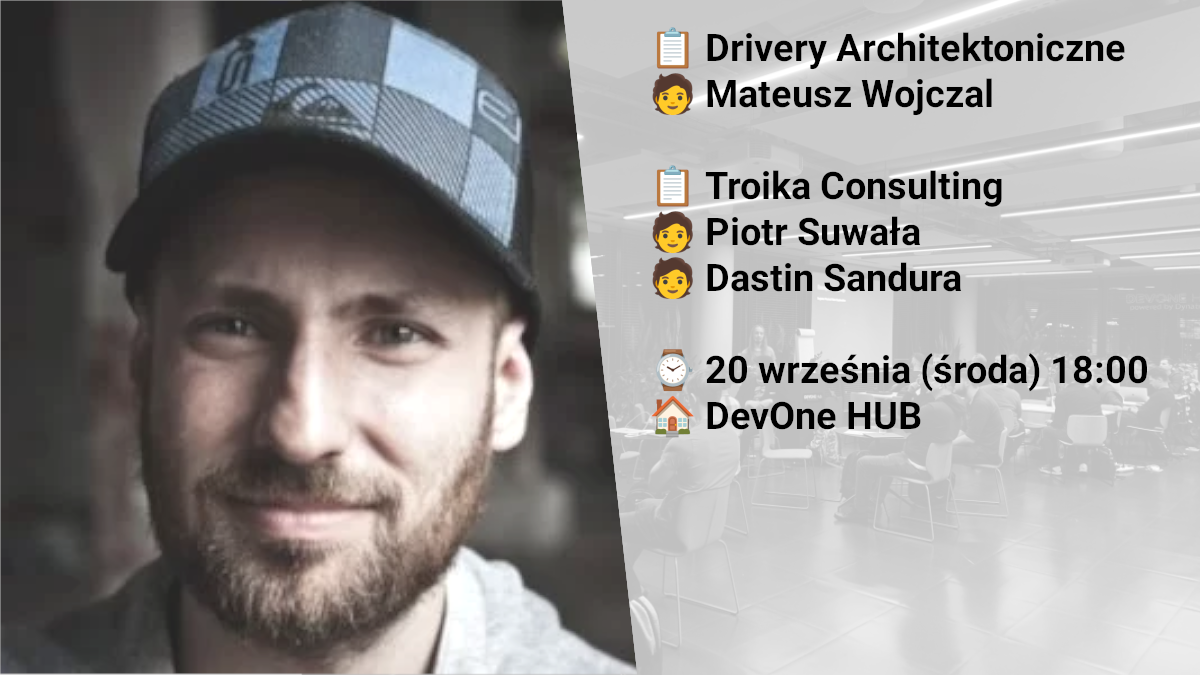 Drivery Architektoniczne
Mateusz Wojczal
Troika Consulting
Piotr Suwała
Dastin Sandura
20 września (środa) 18:00
DevOne HUB